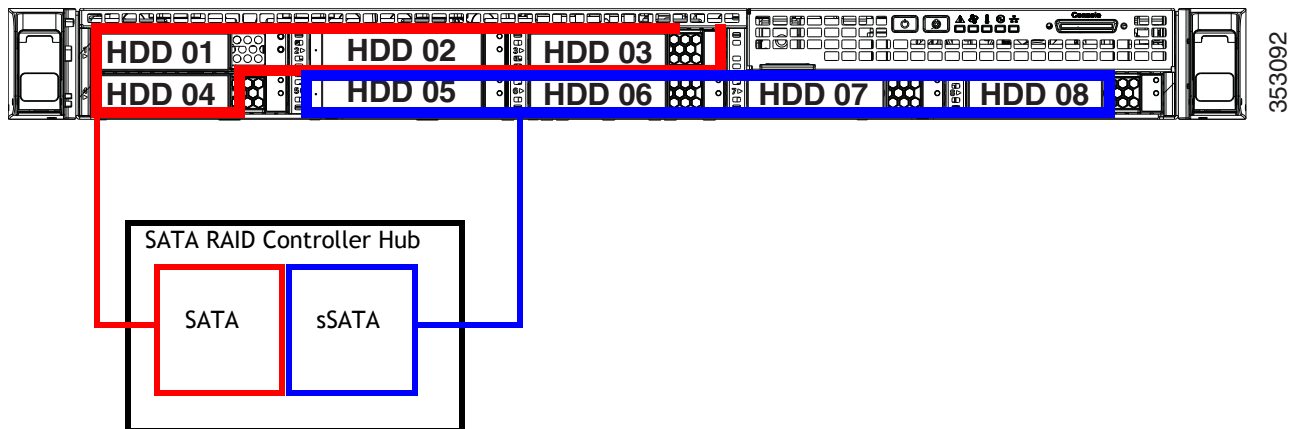 Console
HDD 01
HDD 02
HDD 03
HDD 04
HDD 05
HDD 06
HDD 07
HDD 08
353092
SATA RAID Controller Hub
SATA
sSATA